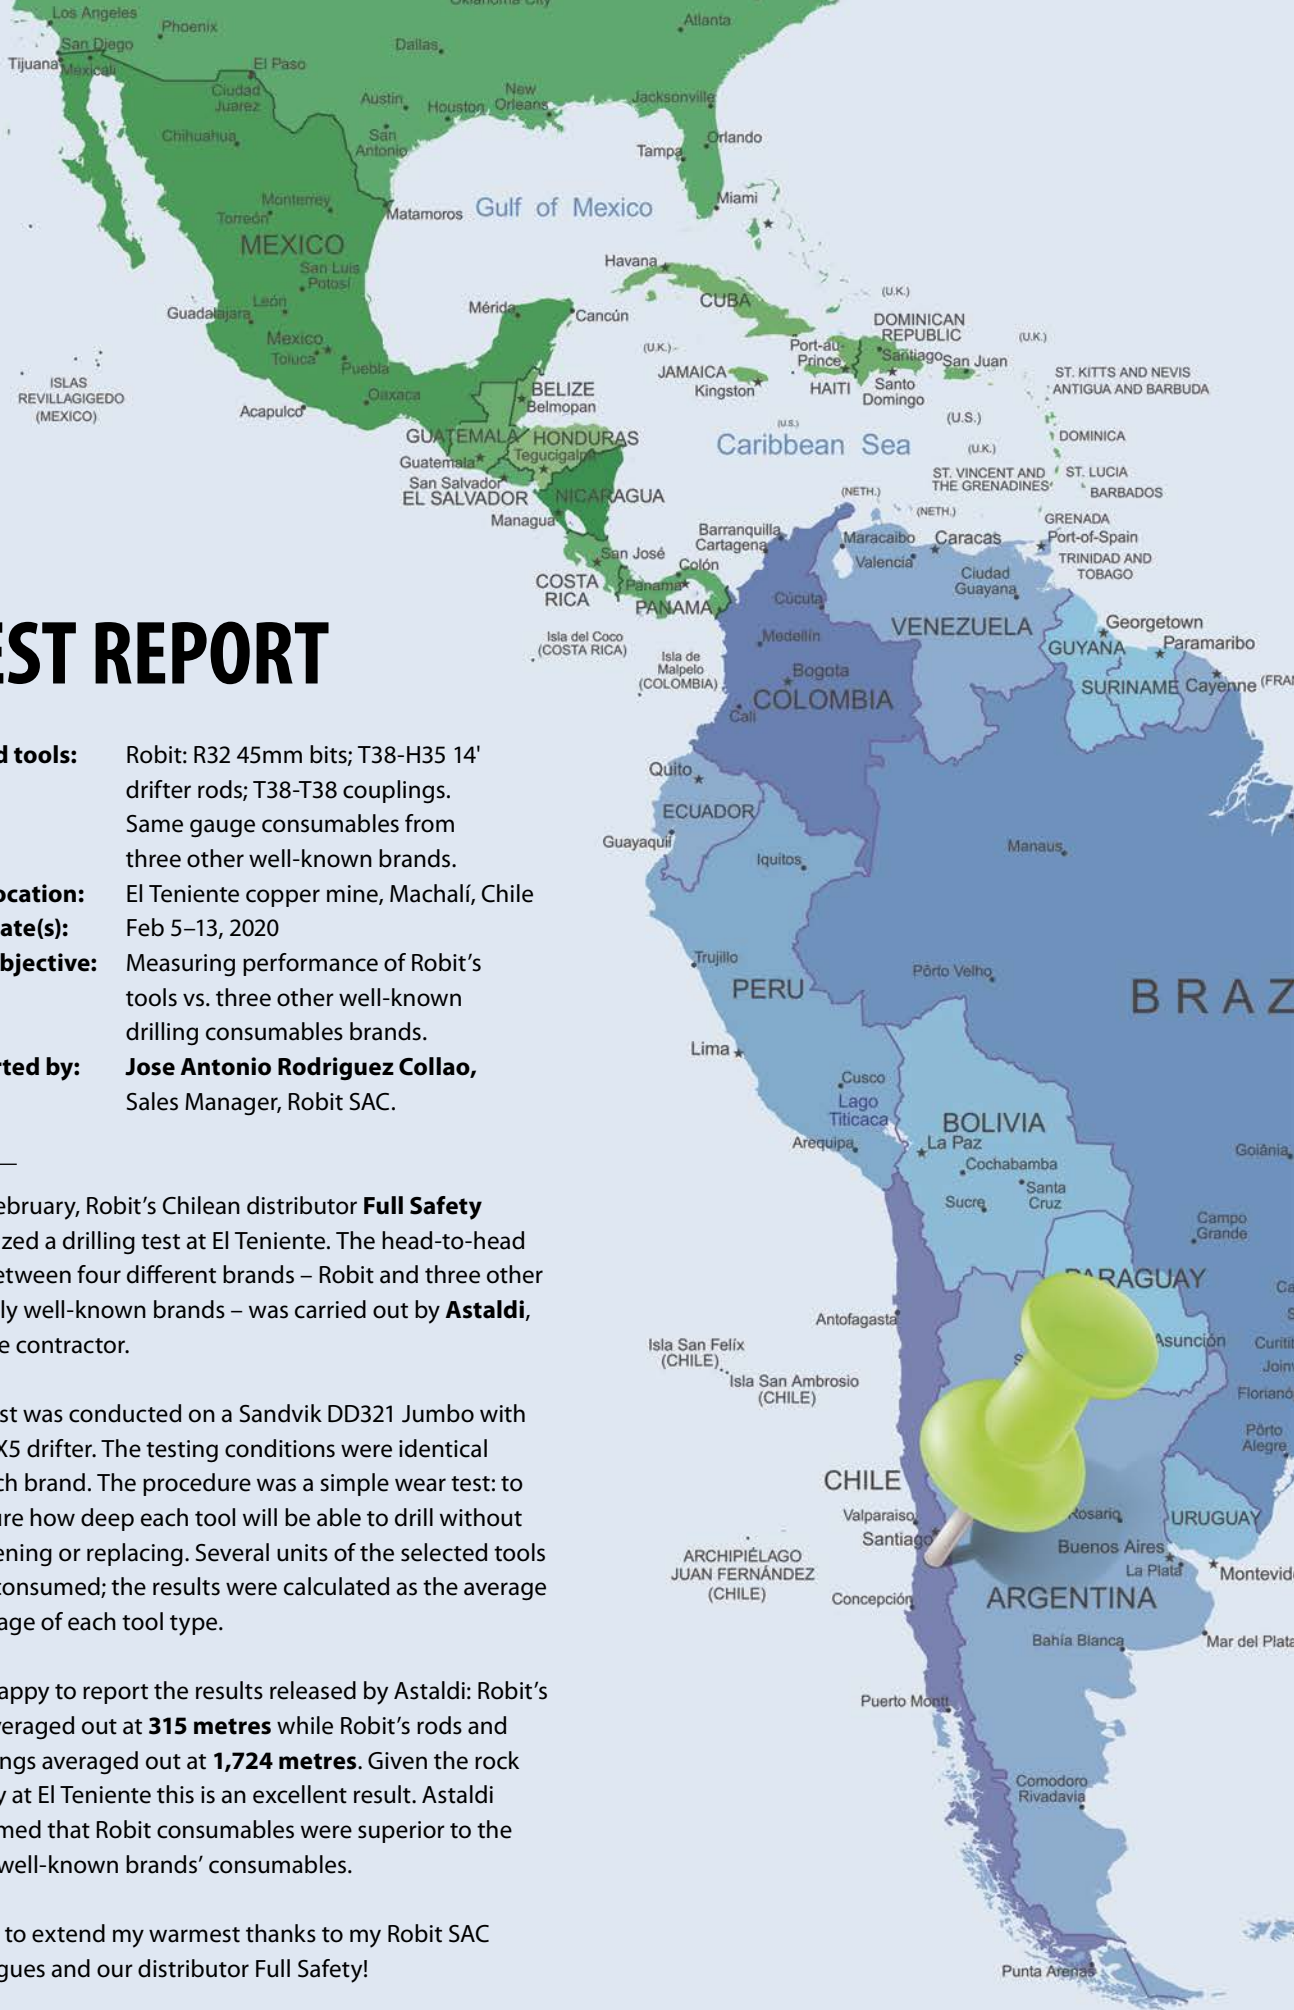 EST REPORT
d tools: Robit: R32 45mm bits; T38-H35 14'
drifter rods; T38-T38 couplings.
Same gauge consumables from
three other well-known brands.
ocation: El Teniente copper mine, Machalí, Chile
ate(s): Feb 5–13, 2020
bjective: Measuring performance of Robit's
tools vs. three other well-known
drilling consumables brands.
rted by: Jose Antonio Rodriguez Collao,
Sales Manager, Robit SAC.
ebruary, Robit's Chilean distributor Full Safety
ized a drilling test at El Teniente. The head-to-head
etween four different brands – Robit and three other
ly well-known brands – was carried out by Astaldi,
e contractor.
st was conducted on a Sandvik DD321 Jumbo with
X5 drifter. The testing conditions were identical
ch brand. The procedure was a simple wear test: to
ure how deep each tool will be able to drill without
ening or replacing. Several units of the selected tools
consumed; the results were calculated as the average
age of each tool type.
appy to report the results released by Astaldi: Robit's
veraged out at 315 metres while Robit's rods and
ngs averaged out at 1,724 metres. Given the rock
y at El Teniente this is an excellent result. Astaldi
med that Robit consumables were superior to the
well-known brands' consumables.
to extend my warmest thanks to my Robit SAC
gues and our distributor Full Safety!
Los Angeles
Phoenix
Oklahoma City
Atlanta
San Diego
Dallas
Tijuana
Mexicali
El Paso
Ciudad
Juarez
Austin
Houston
New
Orleans
Jacksonville
Chihuahua
San
Antonio
Orlando
Tampa
Monterrey
Torreón
Matamoros
Gulf of Mexico
Miami
MEXICO
San Luis
Potosí
Havana
León
Guadalajara
Mérida
Cancún
CUBA
(U.K.)
DOMINICAN
REPUBLIC
Mexico
Toluca
Puebla
(U.K.)
Port-au-
Prince
Santiago
San Juan
(U.K.)
ISLAS
REVILLAGIGEDO
(MEXICO)
Acapulco
Oaxaca
BELIZE
Belmopan
JAMAICA
Kingston
HAITI
Santo
Domingo
ST. KITTS AND NEVIS
ANTIGUA AND BARBUDA
GUATEMALA
HONDURAS
Guatemala
Tegucigalpa
(U.S.)
Caribbean Sea
(U.S.)
(U.K.)
DOMINICA
San Salvador
EL SALVADOR
NICARAGUA
Managua
ST. VINCENT AND
THE GRENADINES
ST. LUCIA
BARBADOS
(NETH.)
(NETH.)
GRENADA
Port-of-Spain
TRINIDAD AND
TOBAGO
Barranquilla
Cartagena
Maracaibo
Caracas
Valencia
San José
Colón
COSTA
RICA
Panama
PANAMA
Cúcuta
Ciudad
Guayana
Isla del Coco
(COSTA RICA)
Isla de
Malpelo
(COLOMBIA)
Medellín
VENEZUELA
Georgetown
GUYANA
Paramaribo
Bogota
COLOMBIA
Cali
SURINAME
Cayenne
(FRAN
Quito
ECUADOR
Guayaquil
Iquitos
Manaus
Trujillo
PERU
Pôrto Velho
BRAZ
Lima
Cusco
Lago
Titicaca
Arequipa
BOLIVIA
La Paz
Cochabamba
Santa
Cruz
Sucre
Goiânia
Campo
Grande
PARAGUAY
Antofagasta
Asunción
Ca
S
Curitib
Joinv
Florianó
Isla San Felíx
(CHILE)
Isla San Ambrosio
(CHILE)
Pôrto
Alegre
CHILE
Valparaiso
Santiago
Rosario
URUGUAY
Buenos Aires
La Plata
Montevid
ARCHIPIÉLAGO
JUAN FERNÁNDEZ
(CHILE)
Concepción
ARGENTINA
Bahía Blanca
Mar del Plata
Puerto Montt
Comodoro
Rivadavia
Punta Arenas